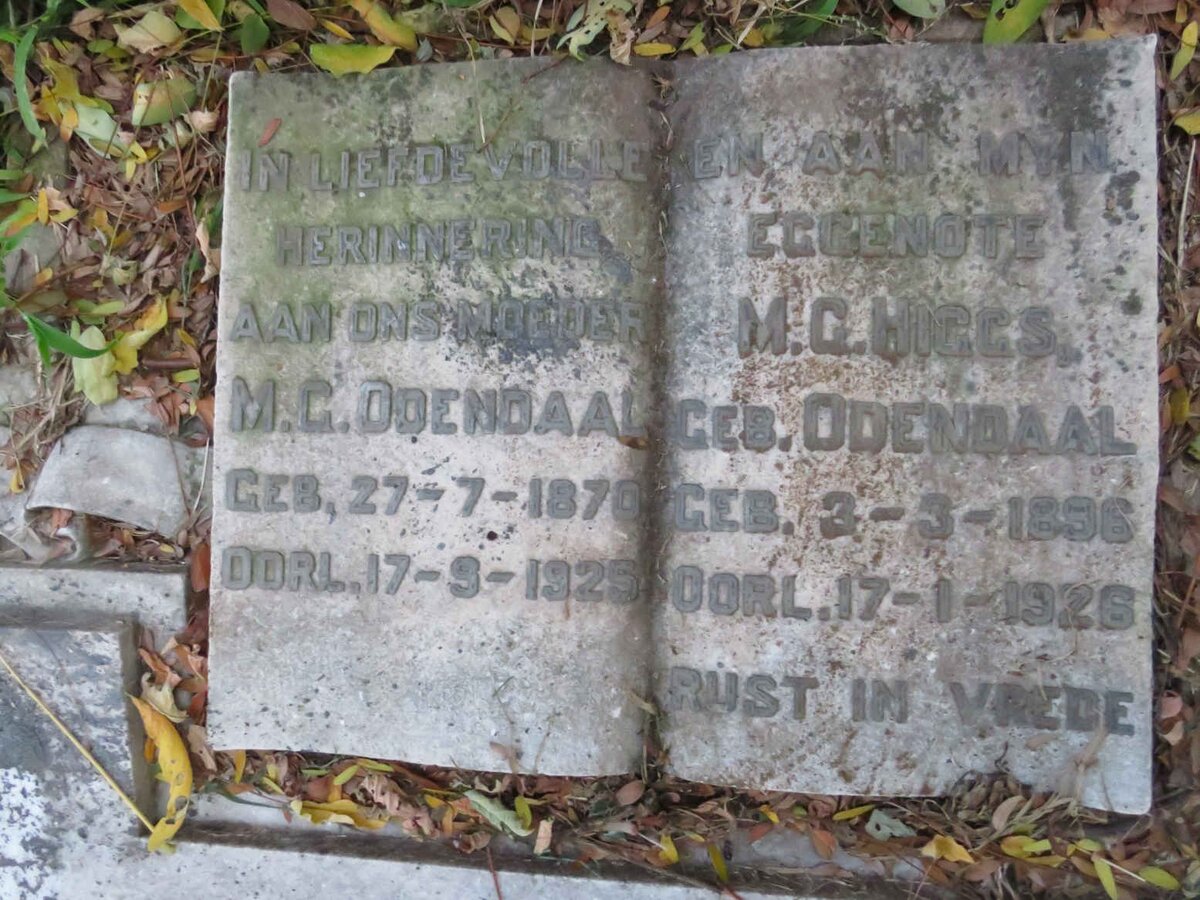 IN LIEFDEVOLLE
HERINNERING
AAN ONS MOEDER
M.G. ODENDAAL
GEB, 27-7-1870
OORL. 17-9-1925
EN AAN MYN
EGGENOTE
M.G. HIGGS,
GEB. ODENDAAL
GEB. 3-3-1896
OORL. 17-1-1926
RUST IN VREDE